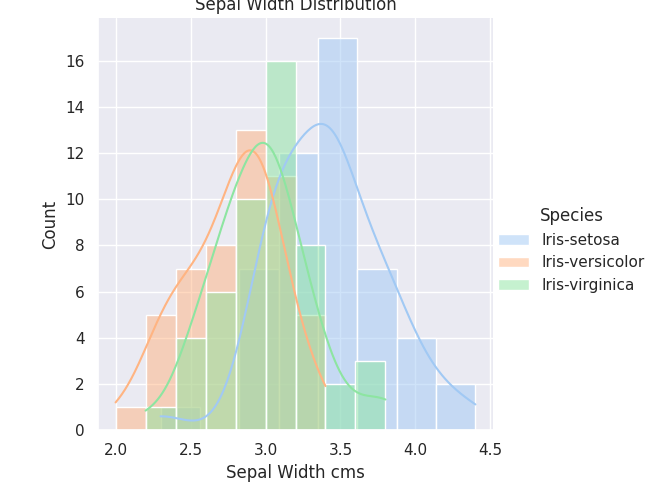 Sepal Width Distribution
16
14
12
10
8
6
4
2
0
Count
2.0 2.5 3.0 3.5 4.0 4.5
Sepal Width cms
Species
Iris-setosa
Iris-versicolor
Iris-virginica